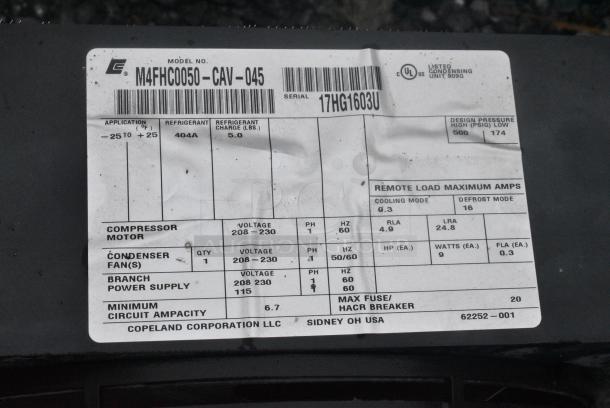 MODEL NO.
M4FHC0050-CAV-045
SERIAL
17HG1603U
C UL US LISTED
CONDENSING
UNIT 909G
APPLICATION (°F)
-25 TO +25
REFRIGERANT
404A
REFRIGERANT
CHARGE (LBS.)
5.0
DESIGN PRESSURE
HIGH (PSIG) LOW
500 174
REMOTE LOAD MAXIMUM AMPS
COOLING MODE DEFROST MODE
9.3 16
COMPRESSOR
MOTOR
VOLTAGE PH HZ RLA LRA
208-230 1 60 4.9 24.8
CONDENSER
FAN(S)
QTY VOLTAGE PH HZ HP (EA.) WATTS (EA.) FLA (EA.)
1 208-230 1 50/60 9 0.3
BRANCH
POWER SUPPLY
VOLTAGE PH HZ
208 230 1 60
115 1 60
MINIMUM
CIRCUIT AMPACITY
6.7
MAX FUSE/
HACR BREAKER
20
COPELAND CORPORATION LLC SIDNEY OH USA 62252-001